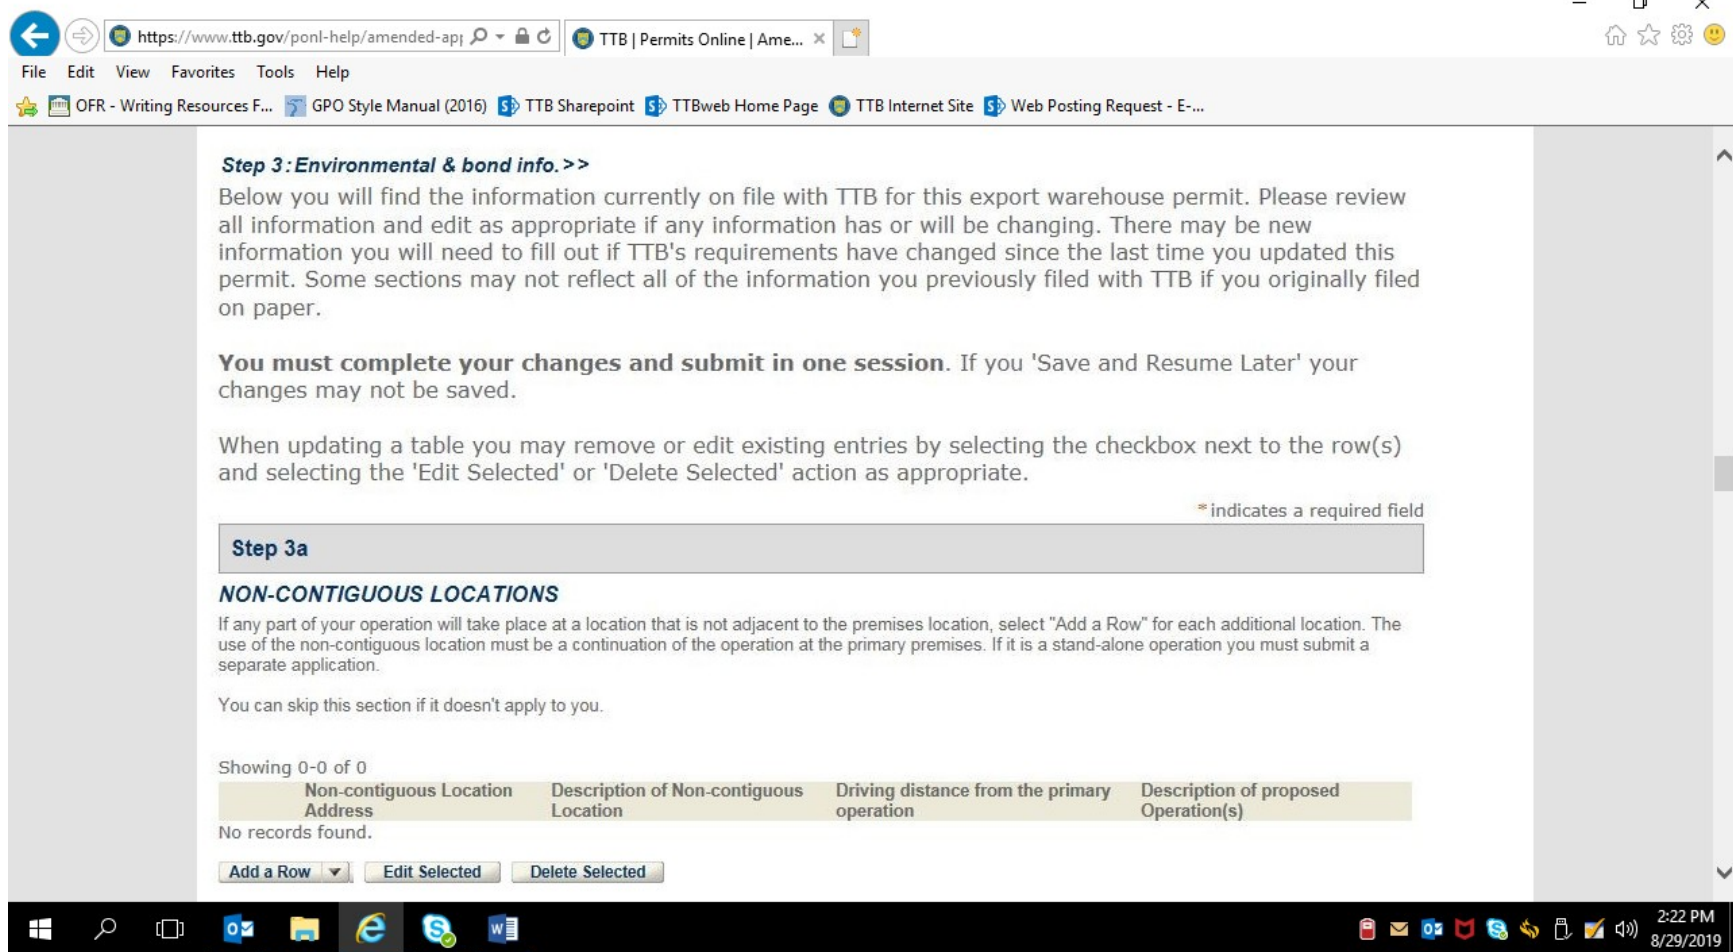 https://www.ttb.gov/ponl-help/amended-ap
TTB | Permits Online | Ame...
File Edit View Favorites Tools Help
OFR - Writing Resources F... GPO Style Manual (2016) TTB Sharepoint TTBweb Home Page TTB Internet Site Web Posting Request - E-...
Step 3:Environmental & bond info.>>
Below you will find the information currently on file with TTB for this export warehouse permit. Please review
all information and edit as appropriate if any information has or will be changing. There may be new
information you will need to fill out if TTB's requirements have changed since the last time you updated this
permit. Some sections may not reflect all of the information you previously filed with TTB if you originally filed
on paper.
You must complete your changes and submit in one session. If you 'Save and Resume Later' your
changes may not be saved.
When updating a table you may remove or edit existing entries by selecting the checkbox next to the row(s)
and selecting the 'Edit Selected' or 'Delete Selected' action as appropriate.
*indicates a required field
Step 3a
NON-CONTIGUOUS LOCATIONS
If any part of your operation will take place at a location that is not adjacent to the premises location, select "Add a Row" for each additional location. The
use of the non-contiguous location must be a continuation of the operation at the primary premises. If it is a stand-alone operation you must submit a
separate application.
You can skip this section if it doesn't apply to you.
Showing 0-0 of 0
Non-contiguous Location Description of Non-contiguous Driving distance from the primary Description of proposed
Address Location operation Operation(s)
No records found.
Add a Row Edit Selected Delete Selected
2:22 PM
8/29/2019